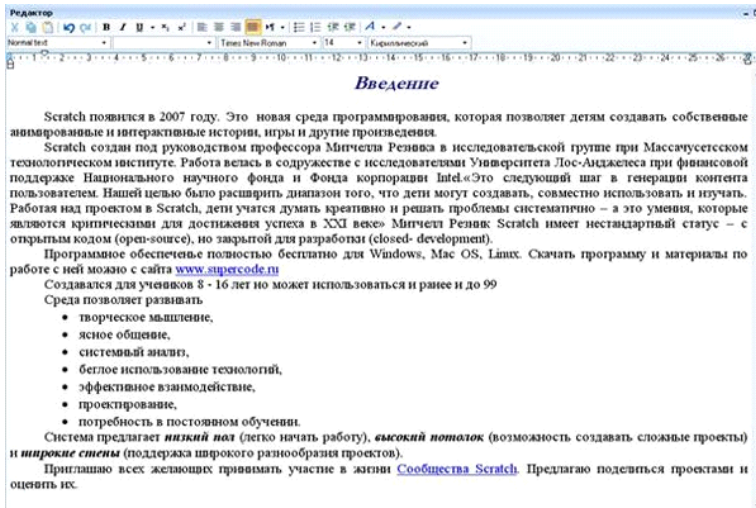 Редактор
Ж К Ч
Normal text Times New Roman 14 Кириллический
Введение
Scratch появился в 2007 году. Это новая среда программирования, которая позволяет детям создавать собственные
анимированные и интерактивные истории, игры и другие произведения.
Scratch создан под руководством профессора Митчелла Резника в исследовательской группе при Массачусетсском
технологическом институте. Работа велась в содружестве с исследователями Университета Лос-Анджелеса при финансовой
поддержке Национального научного фонда и Фонда корпорации Intel.«Это следующий шаг в генерации контента
пользователем. Нашей целью было расширить диапазон того, что дети могут создавать, совместно использовать и изучать.
Работая над проектом в Scratch, дети учатся думать креативно и решать проблемы систематично – а это умения, которые
являются критическими для достижения успеха в XXI веке» Митчелл Резник Scratch имеет нестандартный статус – с
открытым кодом (open-source), но закрытой для разработки (closed- development).
Программное обеспеченье полностью бесплатно для Windows, Mac OS, Linux. Скачать программу и материалы по
работе с ней можно с сайта www.supercode.ru
Создавался для учеников 8 - 16 лет но может использоваться и ранее и до 99
Среда позволяет развивать
• творческое мышление,
• ясное общение,
• системный анализ,
• беглое использование технологий,
• эффективное взаимодействие,
• проектирование,
• потребность в постоянном обучении.
Система предлагает низкий пол (легко начать работу), высокий потолок (возможность создавать сложные проекты)
и широкие стены (поддержка широкого разнообразия проектов).
Приглашаю всех желающих принимать участие в жизни Сообщества Scratch. Предлагаю поделиться проектами и
оценить их.